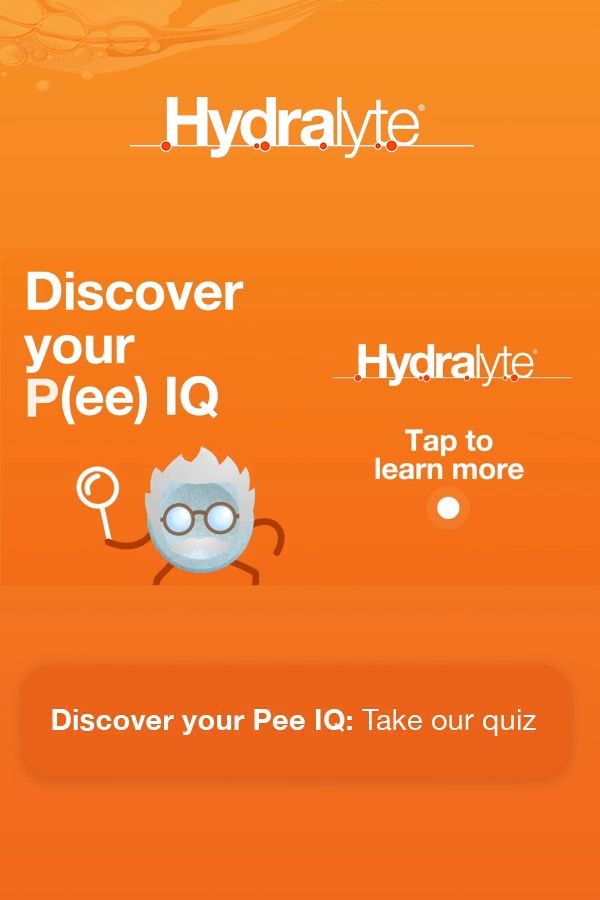 Hydralyte®
Discover
your
P(ee) IQ
Hydralyte®
Tap to
learn more
Discover your Pee IQ: Take our quiz